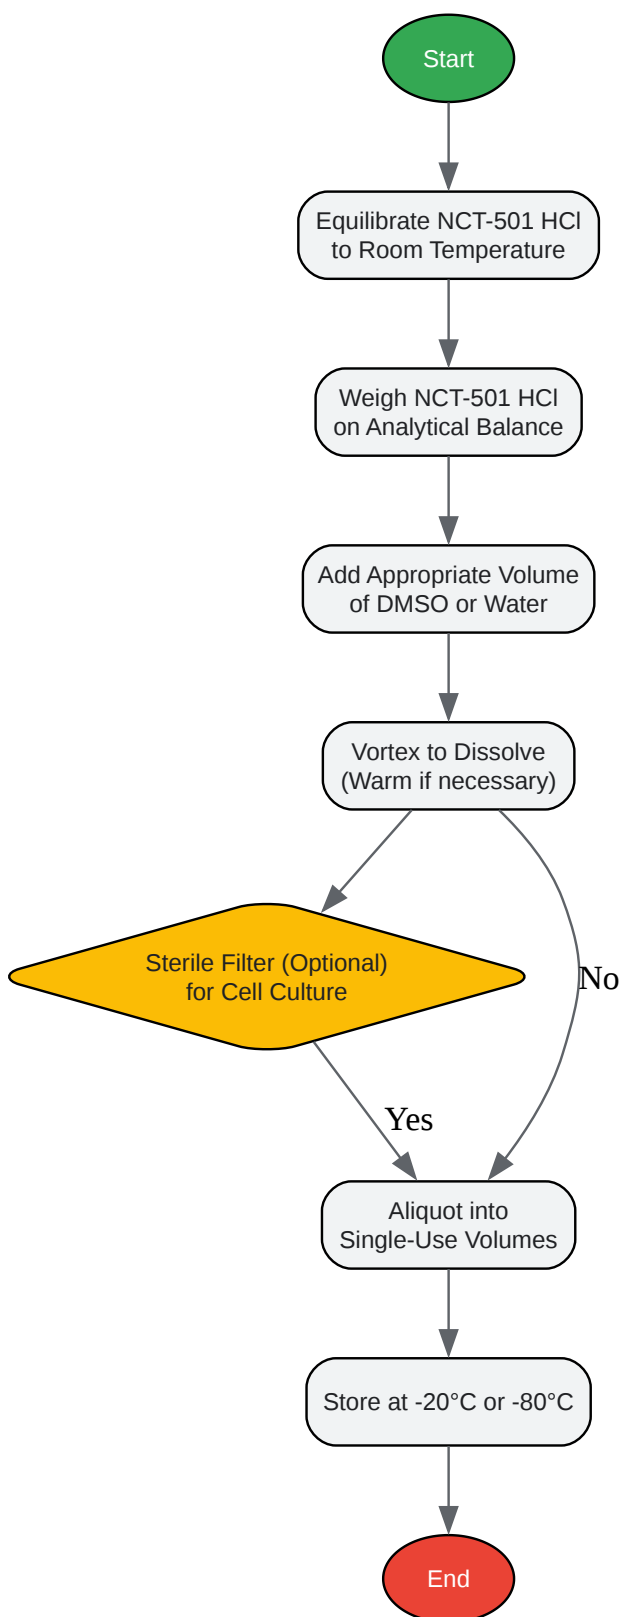 Start
Equilibrate NCT-501 HCl
to Room Temperature
Weigh NCT-501 HCl
on Analytical Balance
Add Appropriate Volume
of DMSO or Water
Vortex to Dissolve
(Warm if necessary)
Sterile Filter (Optional)
for Cell Culture
No
Yes
Aliquot into
Single-Use Volumes
Store at -20°C or -80°C
End